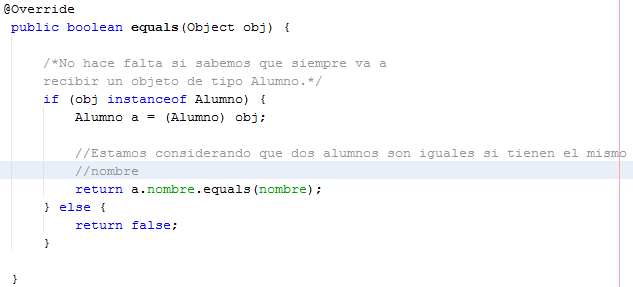 @Override
public boolean equals(Object obj) {
/*No hace falta si sabemos que siempre va a
recibir un objeto de tipo Alumno.*/
if (obj instanceof Alumno) {
Alumno a = (Alumno) obj;
//Estamos considerando que dos alumnos son iguales si tienen el mismo
//nombre
return a.nombre.equals(nombre);
} else {
return false;
}
}